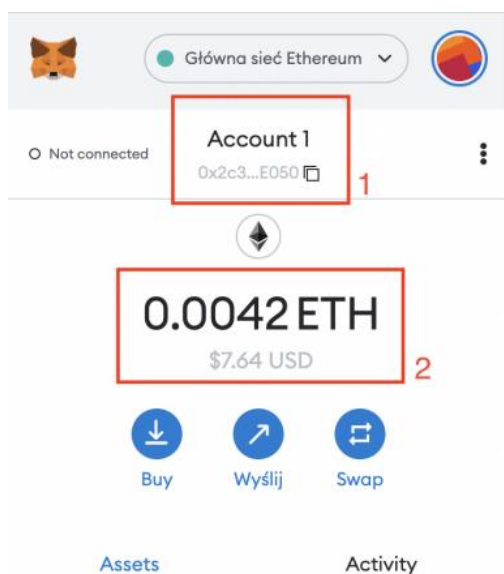 Główna sieć Ethereum
Not connected
Account 1
0x2c3...E050
1
0.0042 ETH
$7.64 USD
2
Buy Wyślij Swap
Assets Activity